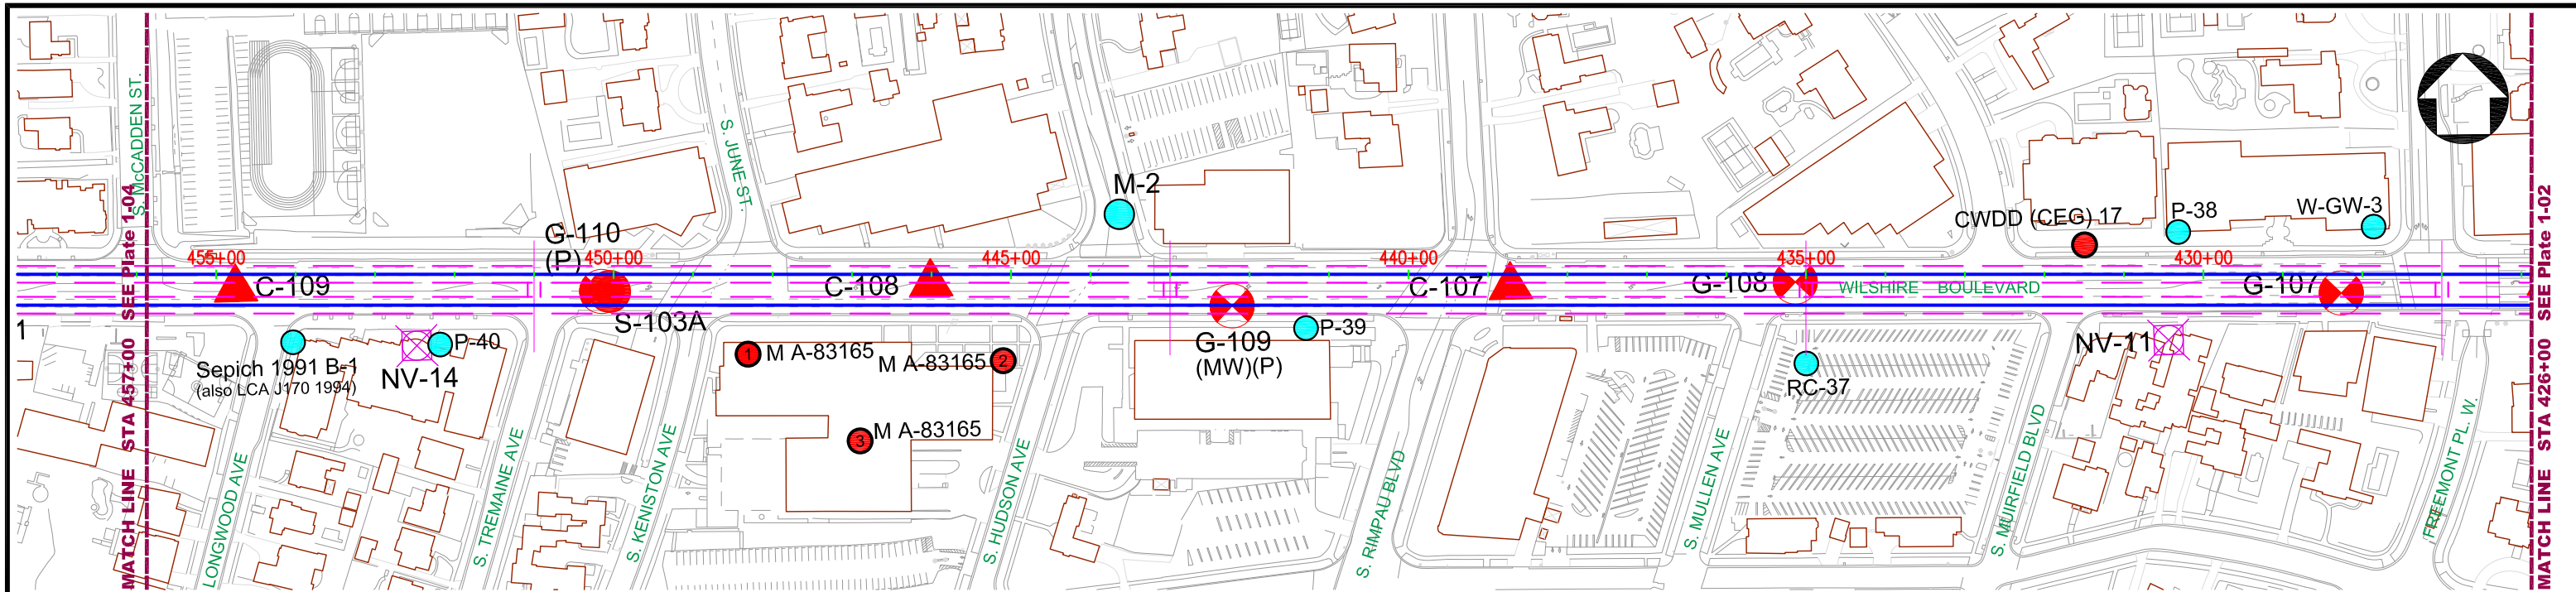 S. McCADDEN ST.
S. JUNE ST.
M-2
CWDD (CEG) 17
P-38
W-GW-3
G-110
(P)
455+00
450+00
445+00
440+00
435+00
430+00
C-109
C-108
C-107
G-108
WILSHIRE BOULEVARD
G-107
S-103A
1
P-40
Sepich 1991 B-1
(also LCA J170 1994)
NV-14
1
M A-83165
M A-83165
2
3
M A-83165
G-109
(MW)(P)
P-39
RC-37
NV-11
LONGWOOD AVE
S. TREMAINE AVE
S. KENISTON AVE
S. HUDSON AVE
S. RIMPAU BLVD
S. MULLEN AVE
S. MUIRFIELD BLVD
FREEMONT PL. W.
MATCH LINE STA 457+00 SEE Plate 1-04
MATCH LINE STA 426+00 SEE Plate 1-02